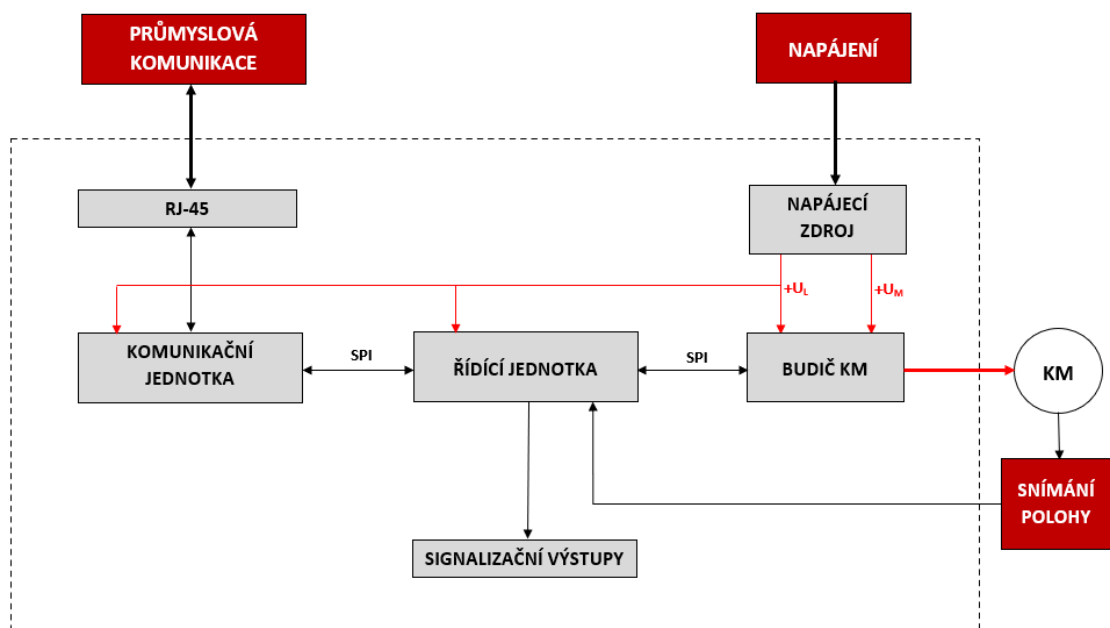 PRŮMYSLOVÁ
KOMUNIKACE
NAPÁJENÍ
RJ-45
NAPÁJECÍ
ZDROJ
+UL
+UM
KOMUNIKAČNÍ
JEDNOTKA
SPI
ŘÍDÍCÍ JEDNOTKA
SPI
BUDIČ KM
KM
SNÍMÁNÍ
POLOHY
SIGNALIZAČNÍ VÝSTUPY